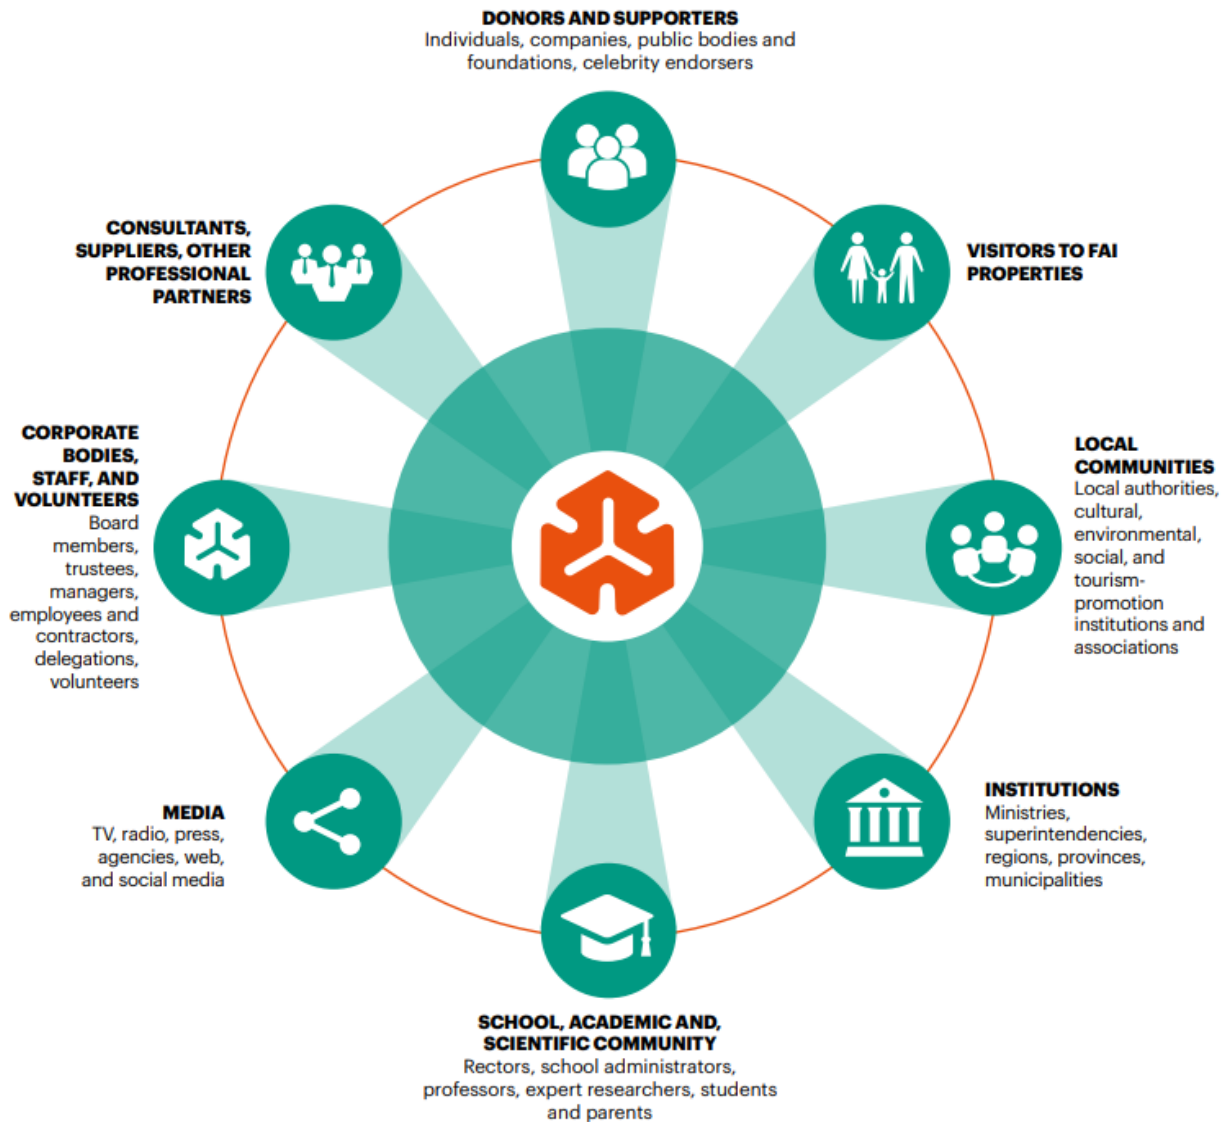 DONORS AND SUPPORTERS
Individuals, companies, public bodies and
foundations, celebrity endorsers
VISITORS TO FAI
PROPERTIES
LOCAL
COMMUNITIES
Local authorities,
cultural,
environmental,
social, and
tourism-
promotion
institutions and
associations
INSTITUTIONS
Ministries,
superintendencies,
regions, provinces,
municipalities
SCHOOL, ACADEMIC AND,
SCIENTIFIC COMMUNITY
Rectors, school administrators,
professors, expert researchers, students
and parents
MEDIA
TV, radio, press,
agencies, web,
and social media
CORPORATE
BODIES,
STAFF, AND
VOLUNTEERS
Board
members,
trustees,
managers,
employees and
contractors,
delegations,
volunteers
CONSULTANTS,
SUPPLIERS, OTHER
PROFESSIONAL
PARTNERS